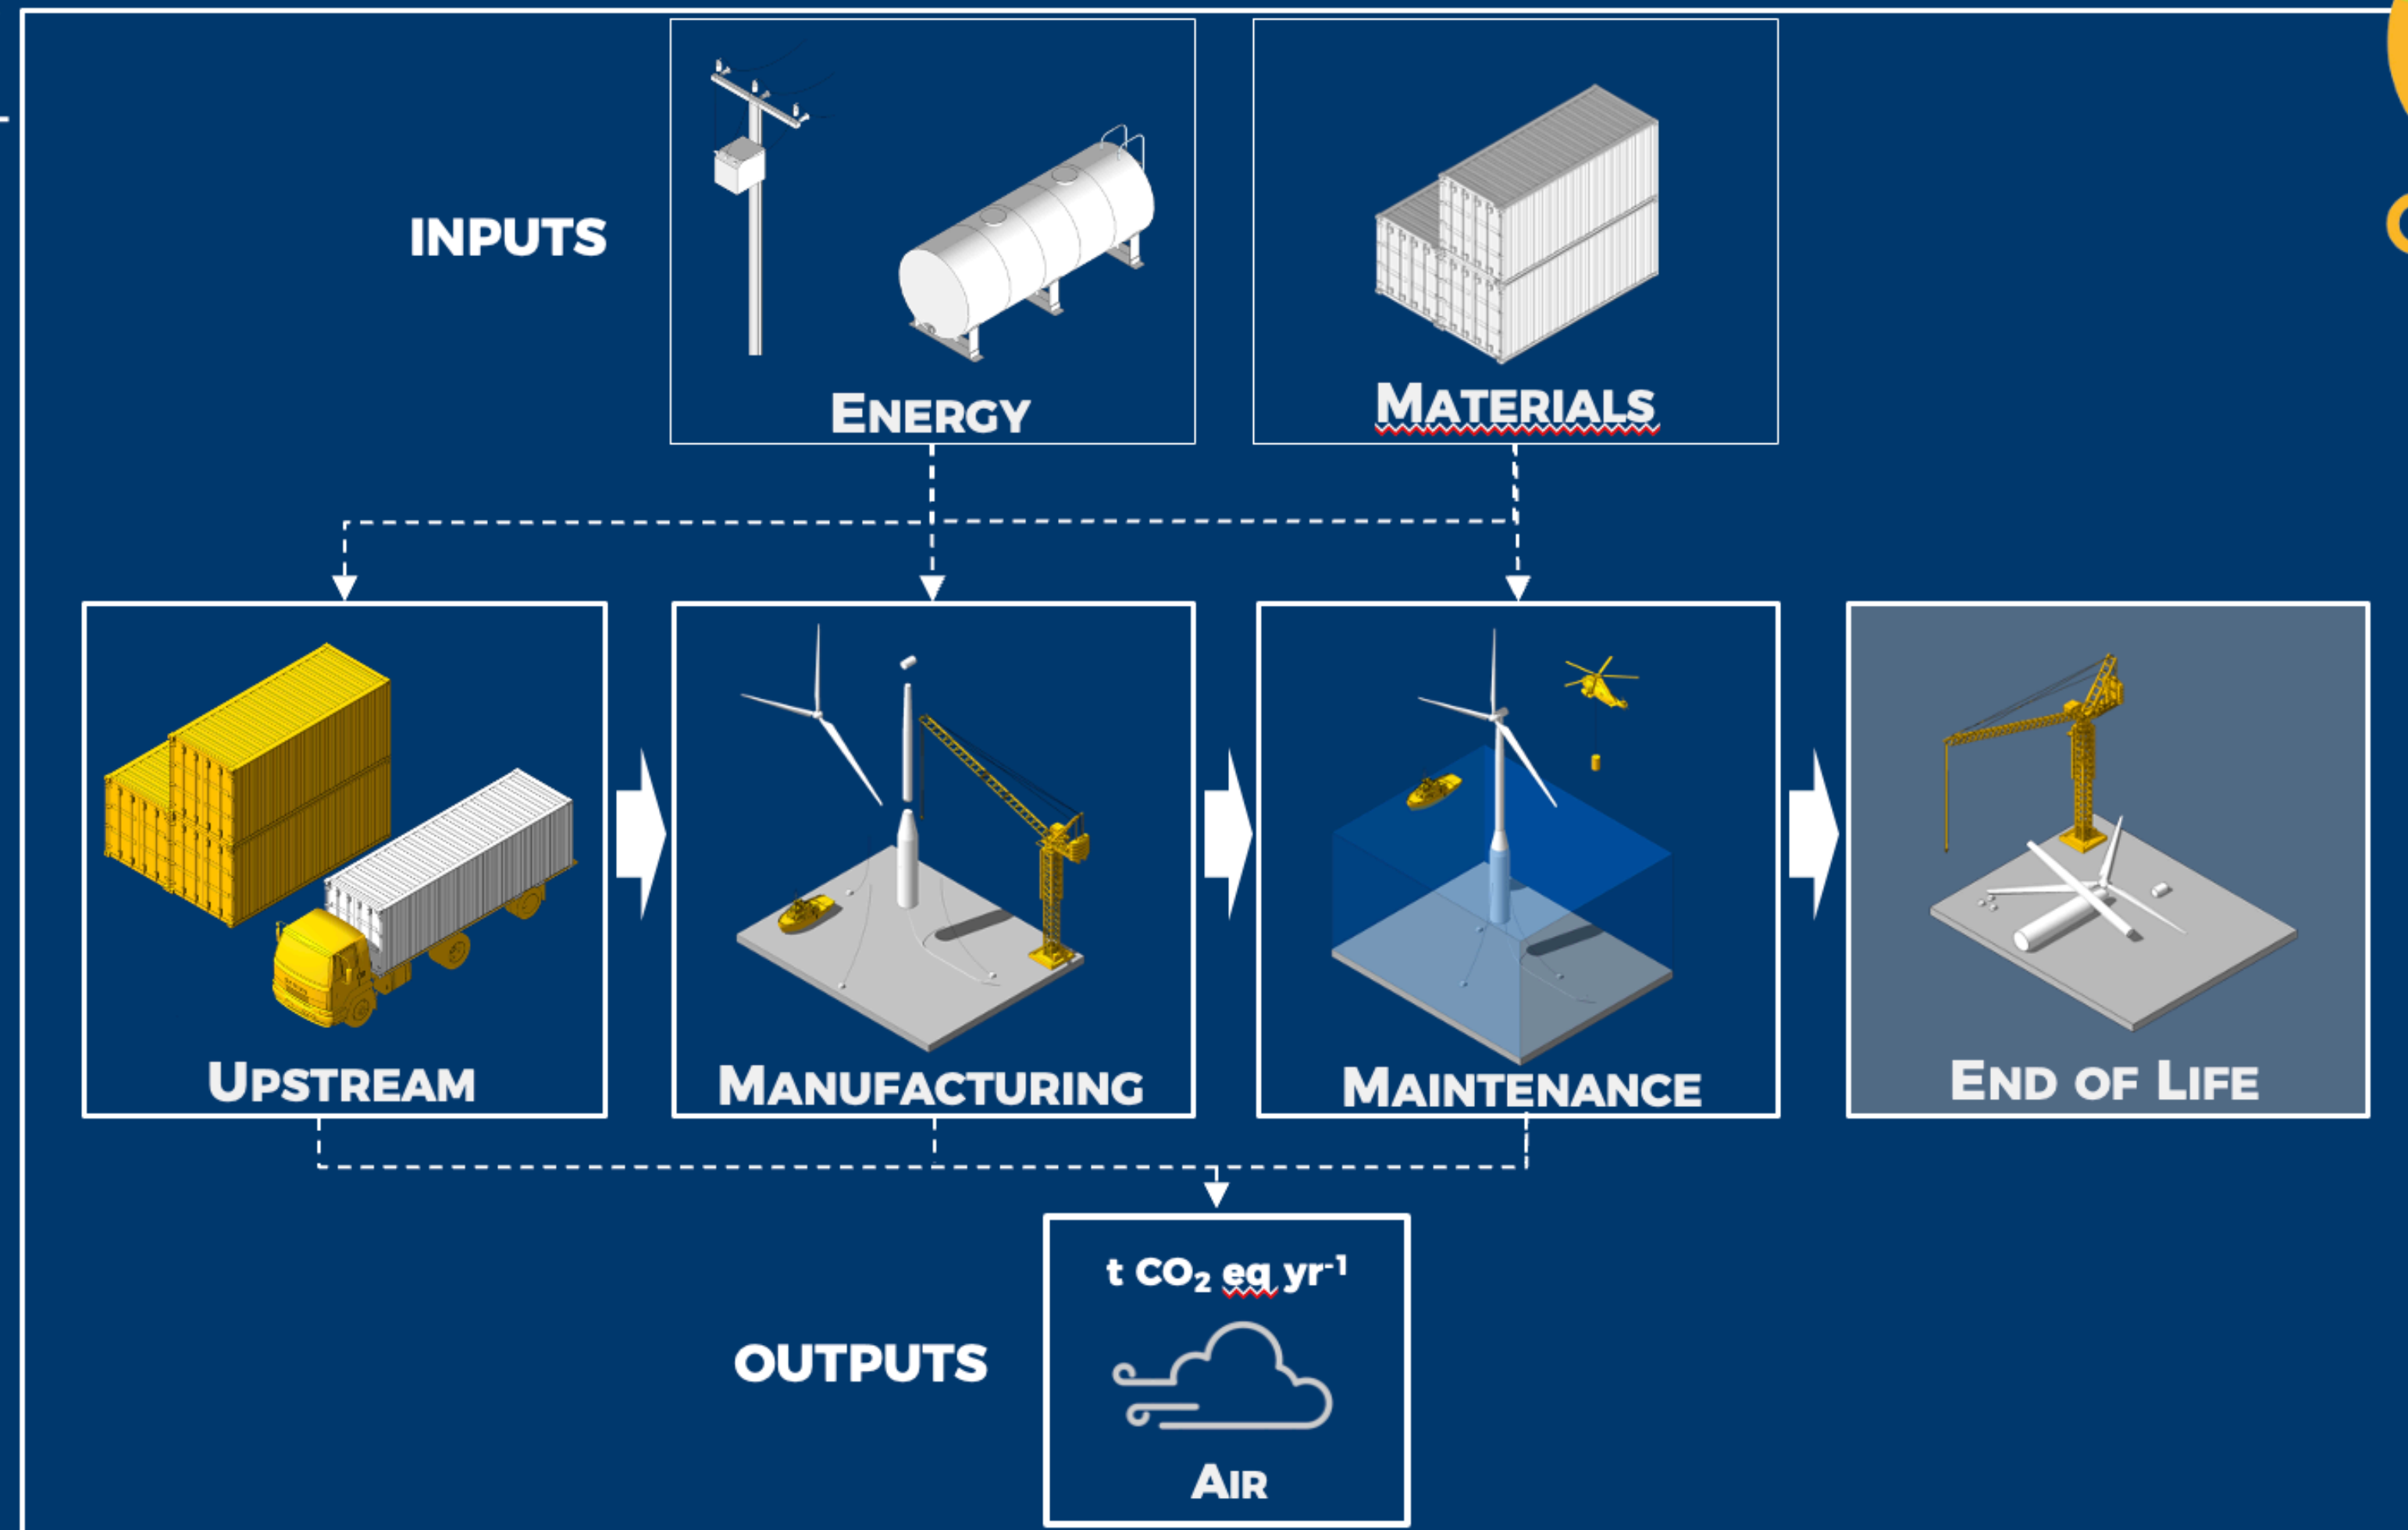 INPUTS
ENERGY
MATERIALS
UPSTREAM
MANUFACTURING
MAINTENANCE
END OF LIFE
t CO₂ eq yr⁻¹
OUTPUTS
AIR